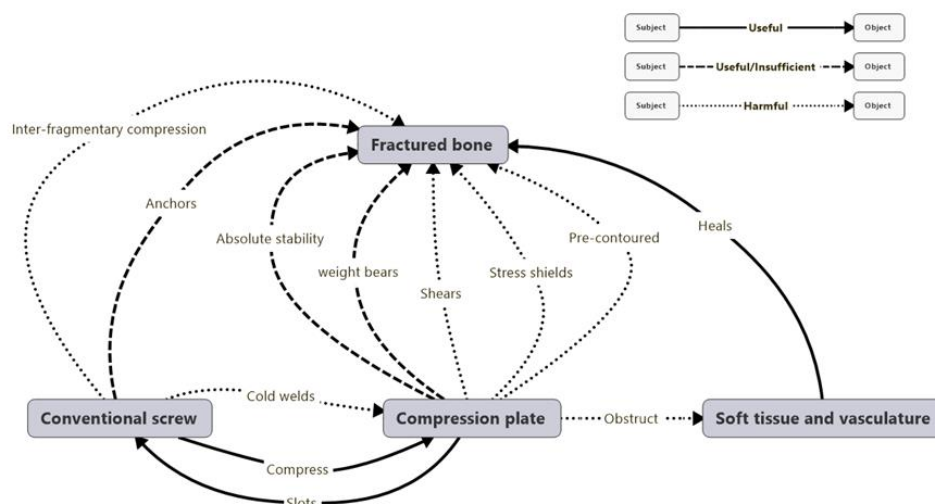 Subject Useful Object
Subject Useful/Insufficient Object
Subject Harmful Object
Inter-fragmentary compression
Fractured bone
Anchors
Absolute stability
Pre-contoured
Heals
weight bears
Stress shields
Shears
Cold welds
Conventional screw
Compression plate
Obstruct
Soft tissue and vasculature
Compress
Slots